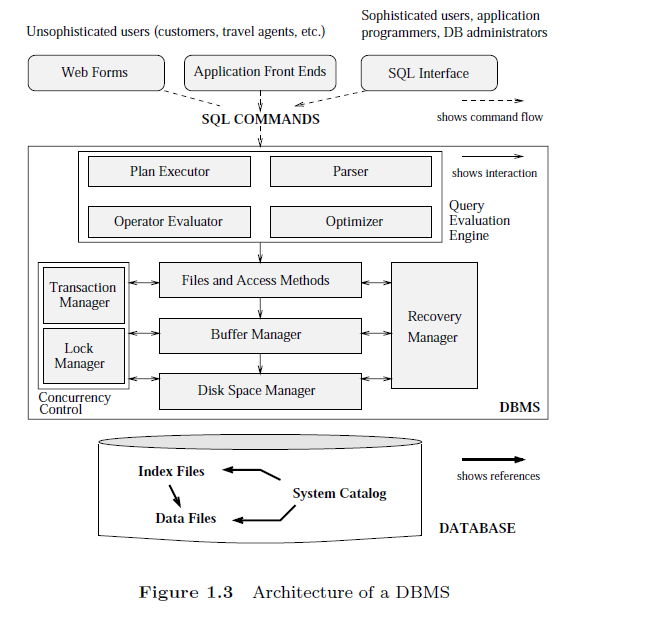 Sophisticated users, application
Unsophisticated users (customers, travel agents, etc.)
programmers, DB administrators
Web Forms
Application Front Ends
SQL Interface
SQL COMMANDS
shows command flow
Plan Executor
Parser
shows interaction
Operator Evaluator
Optimizer
Query
Evaluation
Engine
Transaction
Manager
Files and Access Methods
Recovery
Manager
Buffer Manager
Lock
Manager
Disk Space Manager
Concurrency
Control
DBMS
Index Files
shows references
System Catalog
Data Files
DATABASE
Figure 1.3 Architecture of a DBMS